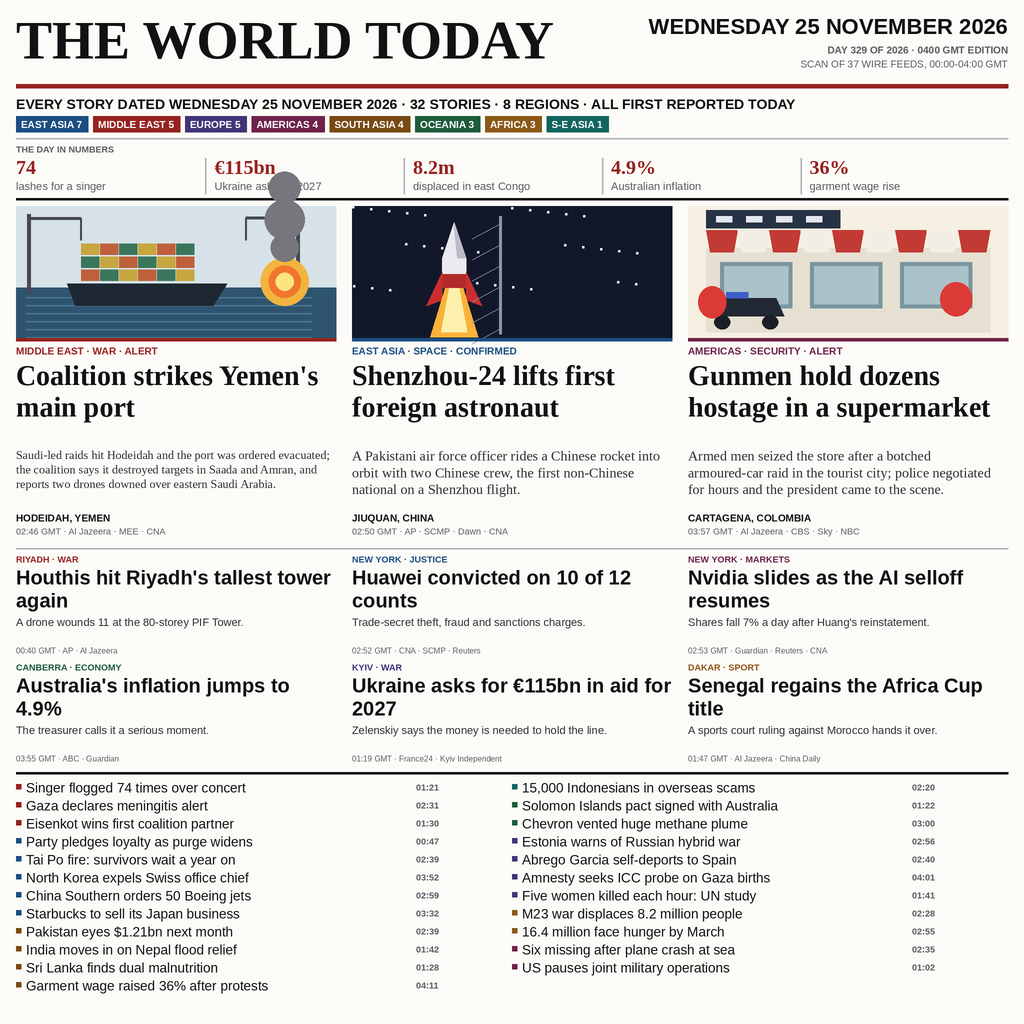 THE WORLD TODAY
WEDNESDAY 25 NOVEMBER 2026
DAY 329 OF 2026 · 0400 GMT EDITION
SCAN OF 37 WIRE FEEDS, 00:00-04:00 GMT
EVERY STORY DATED WEDNESDAY 25 NOVEMBER 2026 · 32 STORIES · 8 REGIONS · ALL FIRST REPORTED TODAY
EAST ASIA 7 MIDDLE EAST 5 EUROPE 5 AMERICAS 4 SOUTH ASIA 4 OCEANIA 3 AFRICA 3 S-E ASIA 1
THE DAY IN NUMBERS
74
lashes for a singer
€115bn
Ukraine 2027
8.2m
displaced in east Congo
4.9%
Australian inflation
36%
garment wage rise
MIDDLE EAST · WAR · ALERT
Coalition strikes Yemen's
main port
Saudi-led raids hit Hodeidah and the port was ordered evacuated;
the coalition says it destroyed targets in Saada and Amran, and
reports two drones downed over eastern Saudi Arabia.
HODEIDAH, YEMEN
02:46 GMT · Al Jazeera · MEE · CNA
EAST ASIA · SPACE · CONFIRMED
Shenzhou-24 lifts first
foreign astronaut
A Pakistani air force officer rides a Chinese rocket into
orbit with two Chinese crew, the first non-Chinese
national on a Shenzhou flight.
JIUQUAN, CHINA
02:50 GMT · AP · SCMP · Dawn · CNA
AMERICAS · SECURITY · ALERT
Gunmen hold dozens
hostage in a supermarket
Armed men seized the store after a botched
armoured-car raid in the tourist city; police negotiated
for hours and the president came to the scene.
CARTAGENA, COLOMBIA
03:57 GMT · Al Jazeera · CBS · Sky · NBC
RIYADH · WAR
Houthis hit Riyadh's tallest tower
again
A drone wounds 11 at the 80-storey PIF Tower.
00:40 GMT · AP · Al Jazeera
NEW YORK · JUSTICE
Huawei convicted on 10 of 12
counts
Trade-secret theft, fraud and sanctions charges.
02:52 GMT · CNA · SCMP · Reuters
NEW YORK · MARKETS
Nvidia slides as the AI selloff
resumes
Shares fall 7% a day after Huang's reinstatement.
02:53 GMT · Guardian · Reuters · CNA
CANBERRA · ECONOMY
Australia's inflation jumps to
4.9%
The treasurer calls it a serious moment.
03:55 GMT · ABC · Guardian
KYIV · WAR
Ukraine asks for €115bn in aid for
2027
Zelenskiy says the money is needed to hold the line.
01:19 GMT · France24 · Kyiv Independent
DAKAR · SPORT
Senegal regains the Africa Cup
title
A sports court ruling against Morocco hands it over.
01:47 GMT · Al Jazeera · China Daily
Singer flogged 74 times over concert 01:21
Gaza declares meningitis alert 02:31
Eisenkot wins first coalition partner 01:30
Party pledges loyalty as purge widens 00:47
Tai Po fire: survivors wait a year on 02:39
North Korea expels Swiss office chief 03:52
China Southern orders 50 Boeing jets 02:59
Starbucks to sell its Japan business 03:32
Pakistan eyes $1.21bn next month 02:39
India moves in on Nepal flood relief 01:42
Sri Lanka finds dual malnutrition 01:28
Garment wage raised 36% after protests 04:11
15,000 Indonesians in overseas scams 02:20
Solomon Islands pact signed with Australia 01:22
Chevron vented huge methane plume 03:00
Estonia warns of Russian hybrid war 02:56
Abrego Garcia self-deports to Spain 02:40
Amnesty seeks ICC probe on Gaza births 04:01
Five women killed each hour: UN study 01:41
M23 war displaces 8.2 million people 02:28
16.4 million face hunger by March 02:55
Six missing after plane crash at sea 02:35
US pauses joint military operations 01:02